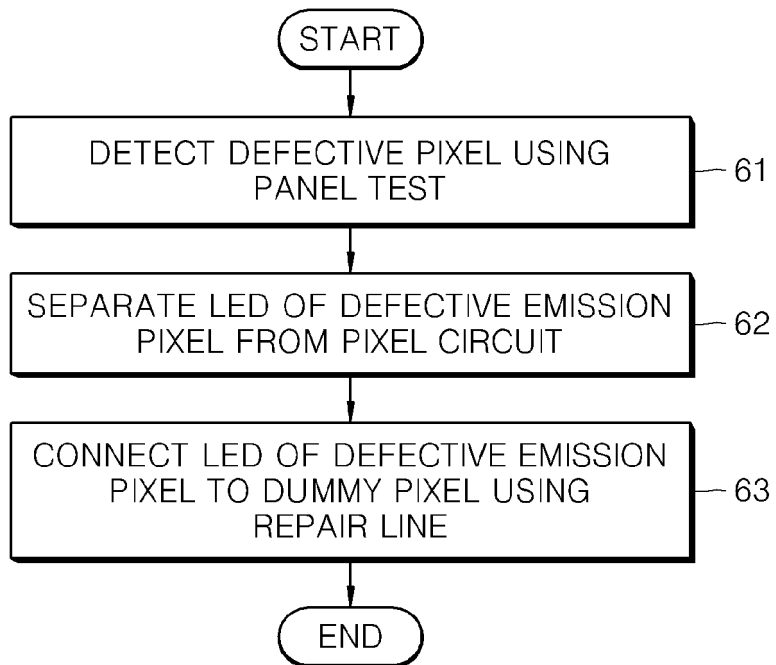 START
DETECT DEFECTIVE PIXEL USING
PANEL TEST
61
SEPARATE LED OF DEFECTIVE EMISSION
PIXEL FROM PIXEL CIRCUIT
62
CONNECT LED OF DEFECTIVE EMISSION
PIXEL TO DUMMY PIXEL USING
REPAIR LINE
63
END